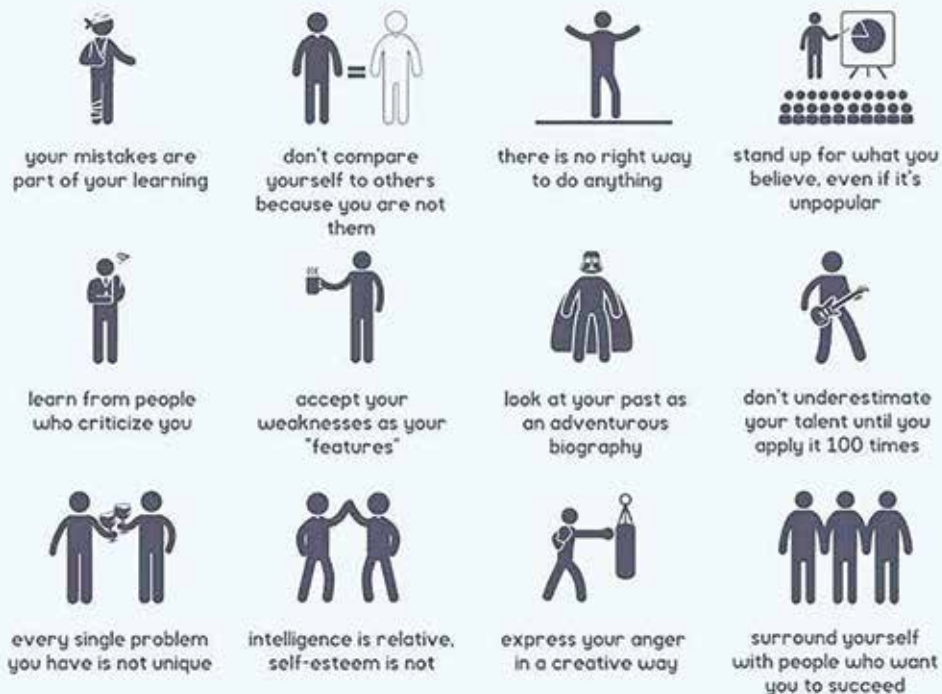 your mistakes are
part of your learning
don't compare
yourself to others
because you are not
them
there is no right way
to do anything
stand up for what you
believe, even if it's
unpopular
learn from people
who criticize you
accept your
weaknesses as your
"features"
look at your past as
an adventurous
biography
don't underestimate
your talent until you
apply it 100 times
every single problem
you have is not unique
intelligence is relative,
self-esteem is not
express your anger
in a creative way
surround yourself
with people who want
you to succeed